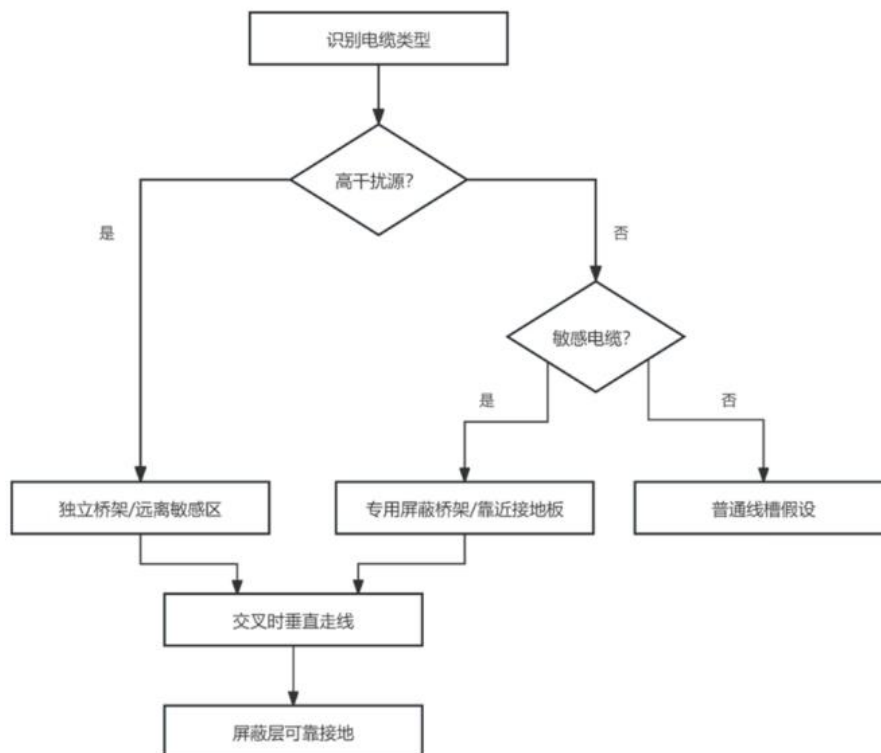 识别电缆类型
高干扰源?
是
否
敏感电缆?
是
否
独立桥架/远离敏感区
专用屏蔽桥架/靠近接地板
普通线槽假设
交叉时垂直走线
屏蔽层可靠接地